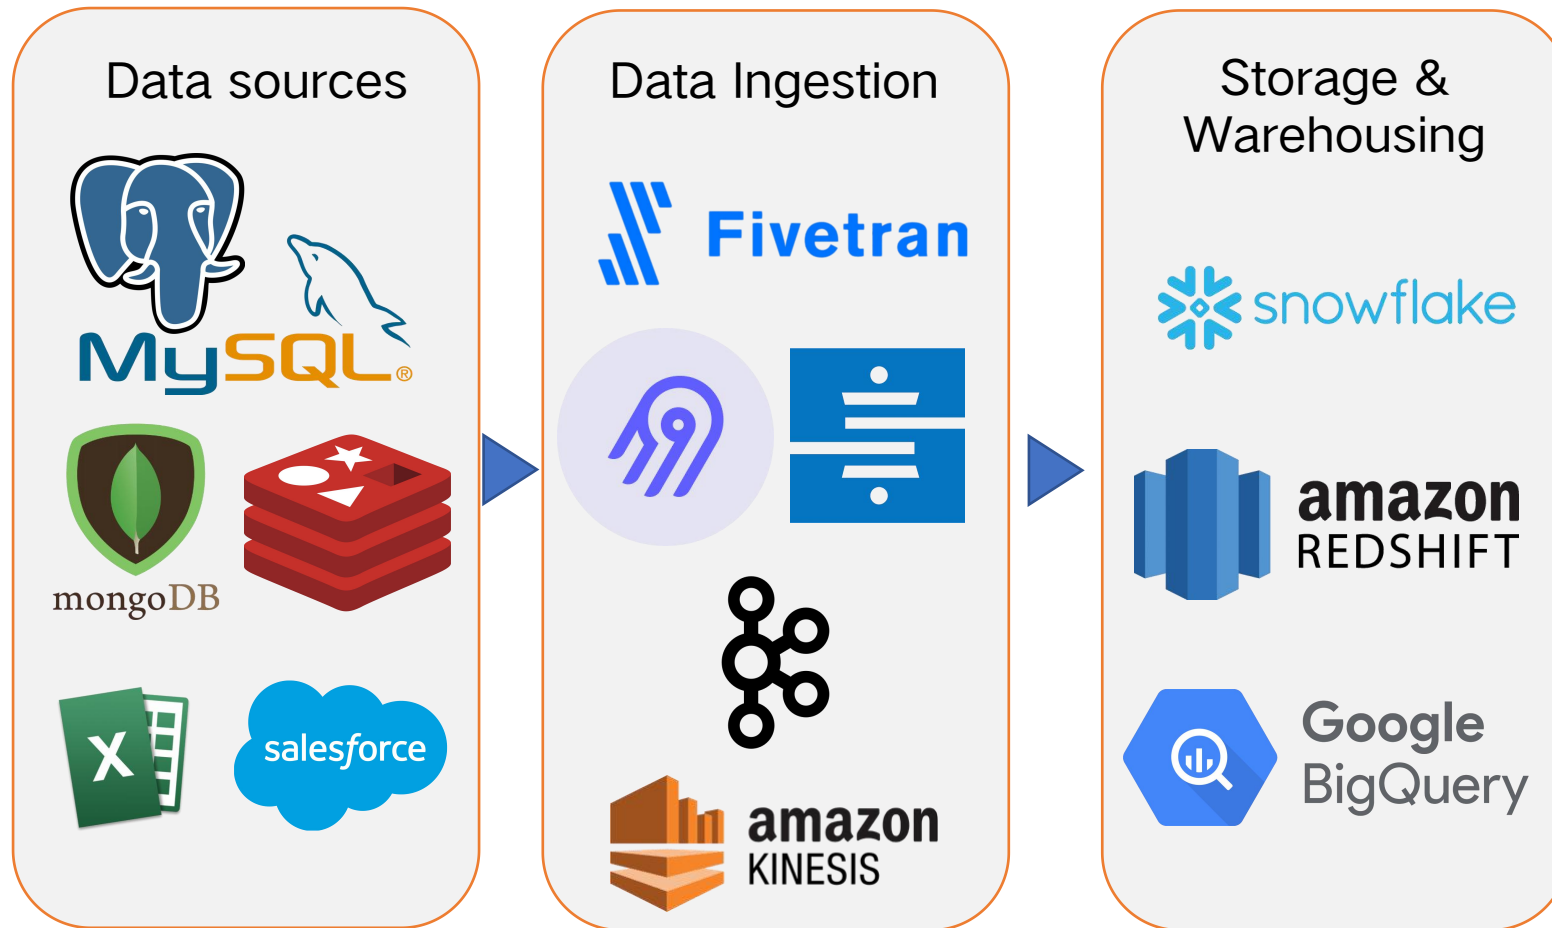 Data sources
MySQL®
mongoDB
X
salesforce
Data Ingestion
Fivetran
amazon
KINESIS
Storage &
Warehousing
snowflake
amazon
REDSHIFT
Google
BigQuery